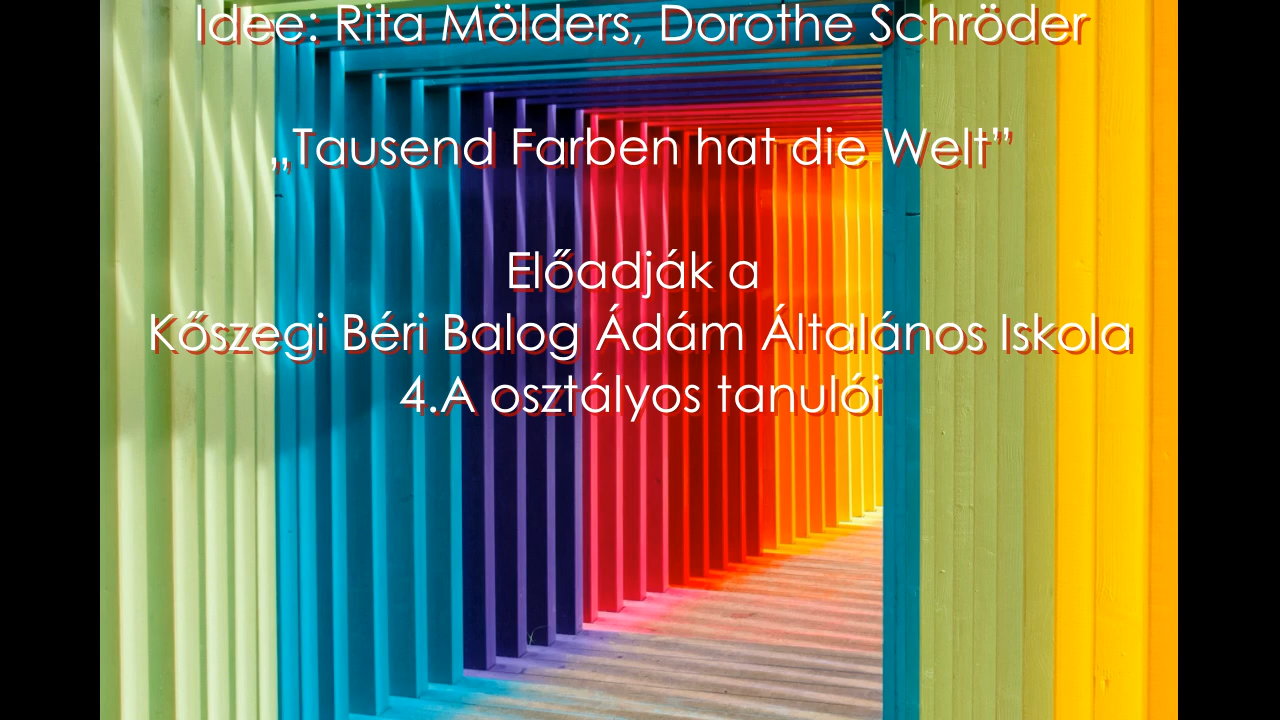 Idee: Rita Mölders, Dorothe Schröder
„Tausend Farben hat die Welt”
Előadják a
Kőszegi Béri Balog Ádám Általános Iskola
4.A osztályos tanulói